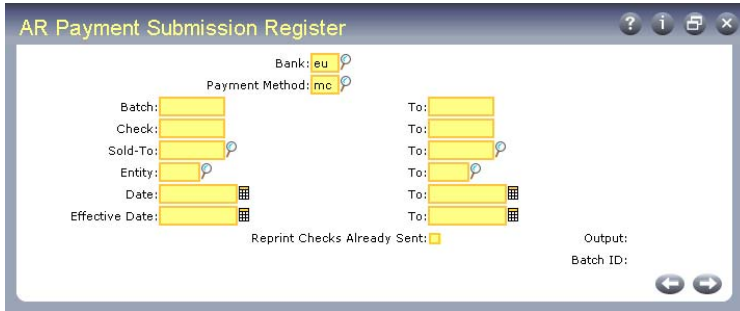 AR Payment Submission Register
Bank: eu
Payment Method: mc
Batch: To:
Check: To:
Sold-To: To:
Entity: To:
Date: To:
Effective Date: To:
Reprint Checks Already Sent: Output:
Batch ID: